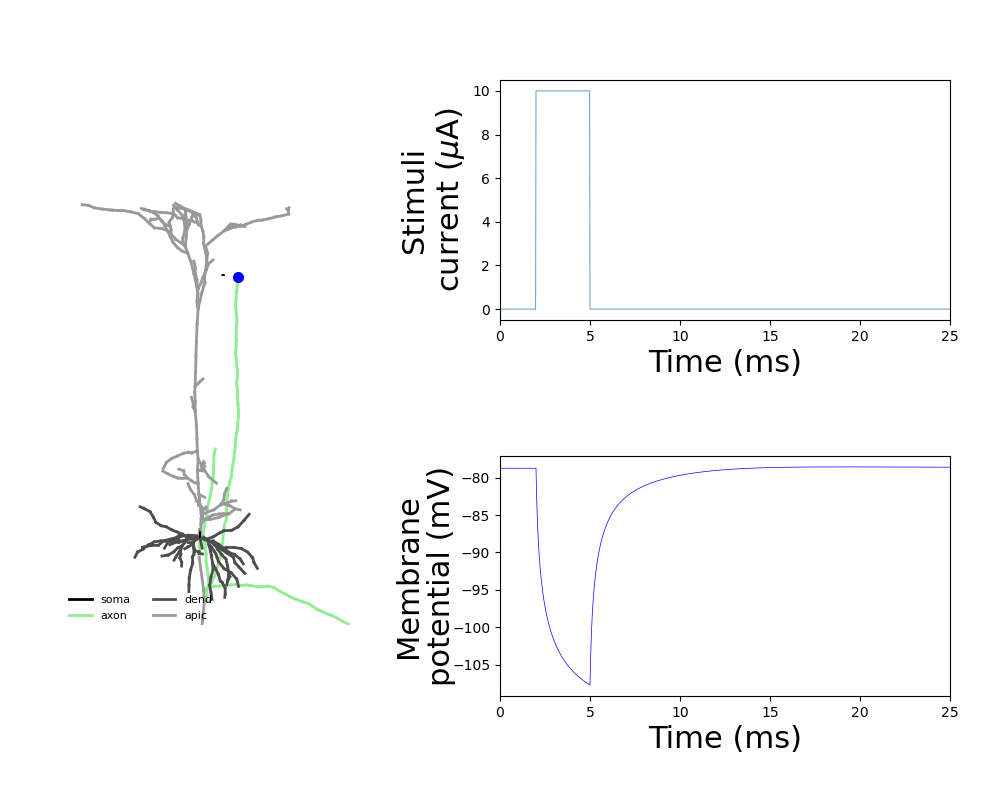 soma
axon
dend
apic
Stimuli
current (μA)
10
8
6
4
2
0
0 5 10 15 20 25
Time (ms)
Membrane
potential (mV)
−80
−85
−90
−95
−100
−105
0 5 10 15 20 25
Time (ms)